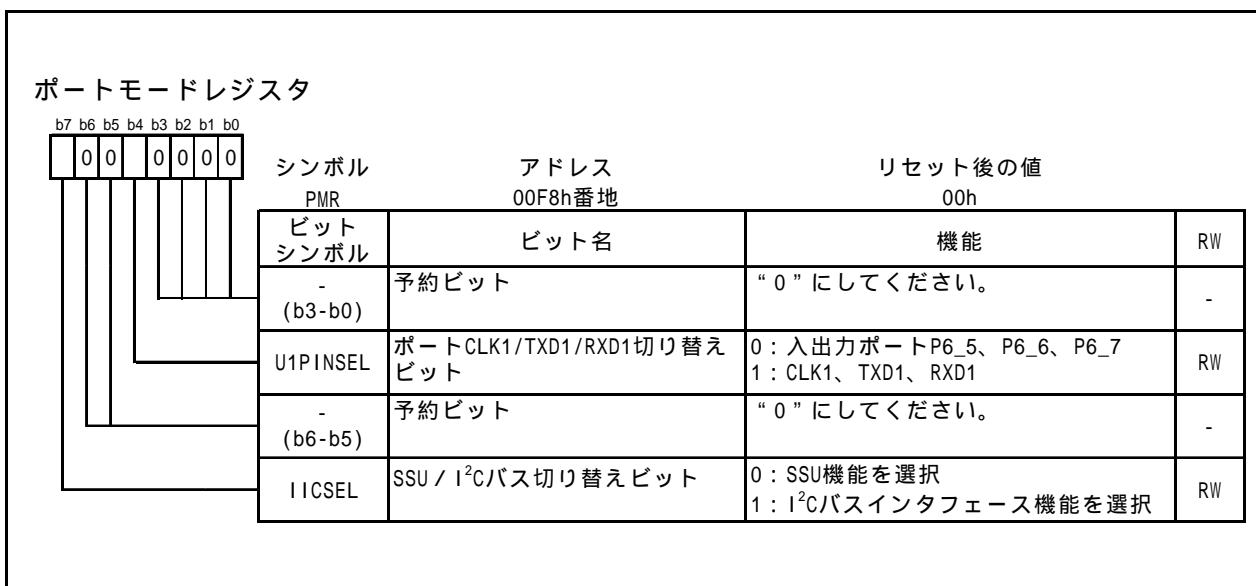 ポートモードレジスタ
b7 b6 b5 b4 b3 b2 b1 b0
0 0 0 0 0 0
シンボル アドレス リセット後の値
PMR 00F8h番地 00h
ビット
シンボル
ビット名
機能
RW
-
(b3-b0)
予約ビット
“0”にしてください。
-
U1PINSEL
ポートCLK1/TXD1/RXD1切り替え
ビット
0:入出力ポートP6_5、P6_6、P6_7
1:CLK1、TXD1、RXD1
RW
-
(b6-b5)
予約ビット
“0”にしてください。
-
IICSEL
SSU/I²Cバス切り替えビット
0:SSU機能を選択
1:I²Cバスインタフェース機能を選択
RW